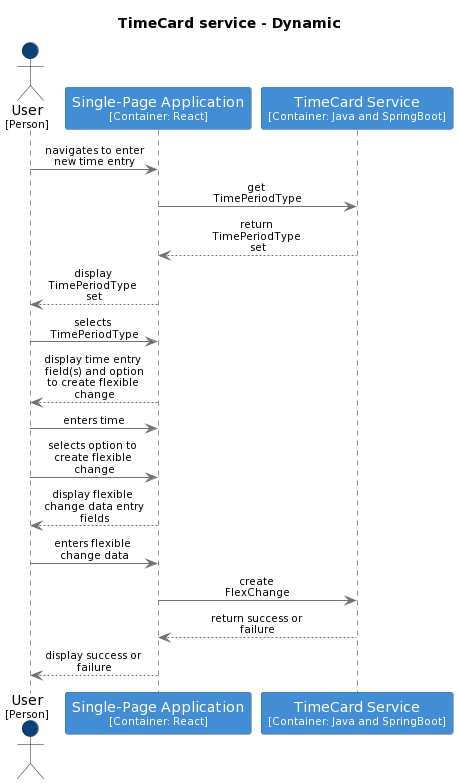 TimeCard service - Dynamic
User
[Person]
Single-Page Application
[Container: React]
TimeCard Service
[Container: Java and SpringBoot]
navigates to enter
new time entry
get
TimePeriodType
return
TimePeriodType
set
display
TimePeriodType
set
selects
TimePeriodType
display time entry
field(s) and option
to create flexible
change
enters time
selects option to
create flexible
change
display flexible
change data entry
fields
enters flexible
change data
create
FlexChange
return success or
failure
display success or
failure
User
[Person]
Single-Page Application
[Container: React]
TimeCard Service
[Container: Java and SpringBoot]